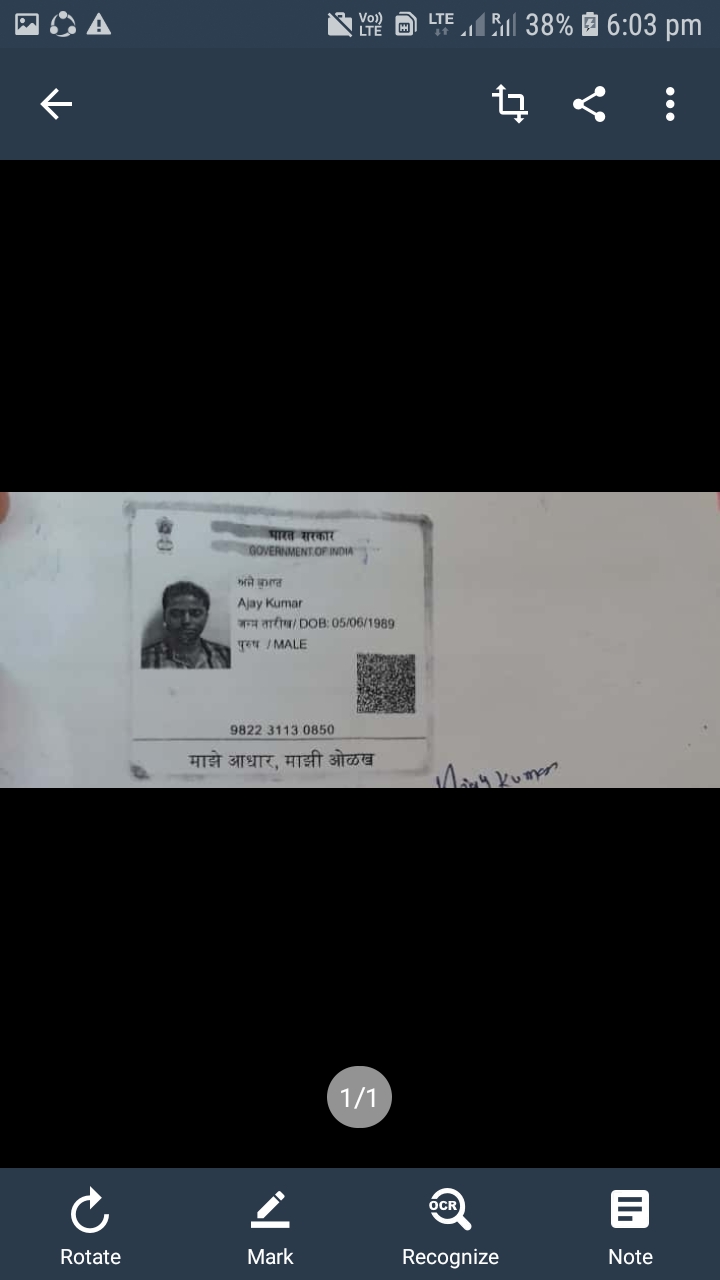 Vo))
LTE
LTE
R
38%
6:03 pm
भारत सरकार
GOVERNMENT OF INDIA
Ajay Kumar
जन्म तारीख/ DOB: 05/06/1989
पुरुष / MALE
9822 3113 0850
माझे आधार, माझी ओळख
Ajay Kumar
1/1
OCR
Rotate
Mark
Recognize
Note